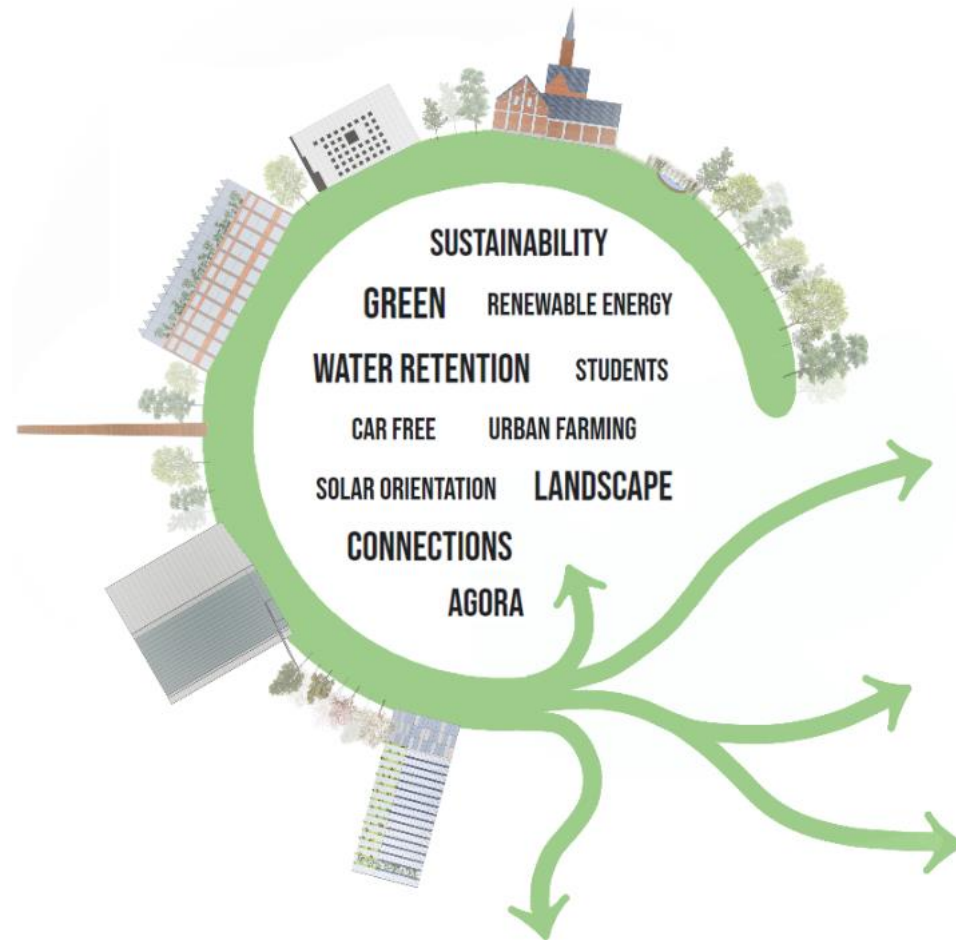 SUSTAINABILITY
GREEN RENEWABLE ENERGY
WATER RETENTION STUDENTS
CAR FREE URBAN FARMING
SOLAR ORIENTATION LANDSCAPE
CONNECTIONS
AGORA